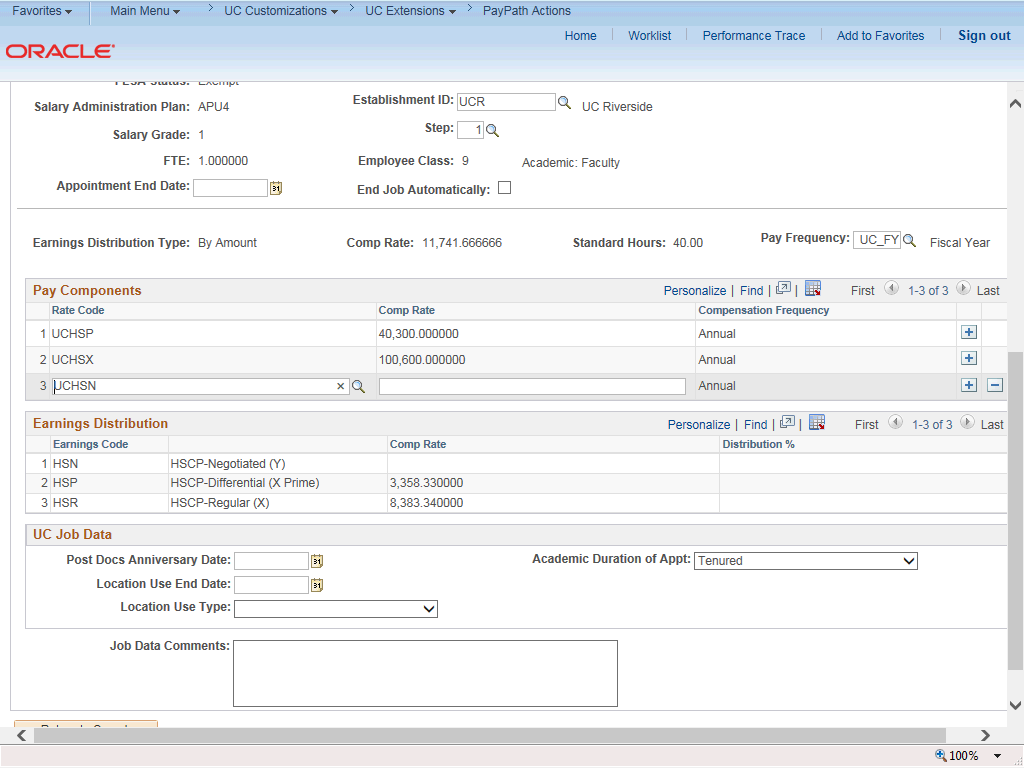 Favorites Main Menu > UC Customizations > UC Extensions > PayPath Actions
Home Worklist Performance Trace Add to Favorites Sign out
ORACLE
FLSA Status: Exempt
Salary Administration Plan: APU4 Establishment ID: UCR UC Riverside
Salary Grade: 1 Step: 1
FTE: 1.000000 Employee Class: 9 Academic: Faculty
Appointment End Date: 31 End Job Automatically:
Earnings Distribution Type: By Amount Comp Rate: 11,741.666666 Standard Hours: 40.00 Pay Frequency: UC_FY Fiscal Year
Pay Components Personalize | Find | | First 1-3 of 3 Last
Rate Code Comp Rate Compensation Frequency
1 UCHSP 40,300.000000 Annual + 
2 UCHSX 100,600.000000 Annual +
3 UCHSN × Annual + −
Earnings Distribution Personalize | Find | | First 1-3 of 3 Last
Earnings Code Comp Rate Distribution %
1 HSN HSCP-Negotiated (Y)
2 HSP HSCP-Differential (X Prime) 3,358.330000
3 HSR HSCP-Regular (X) 8,383.340000
UC Job Data
Post Docs Anniversary Date: 31 Academic Duration of Appt: Tenured
Location Use End Date: 31
Location Use Type:
Job Data Comments:
100%